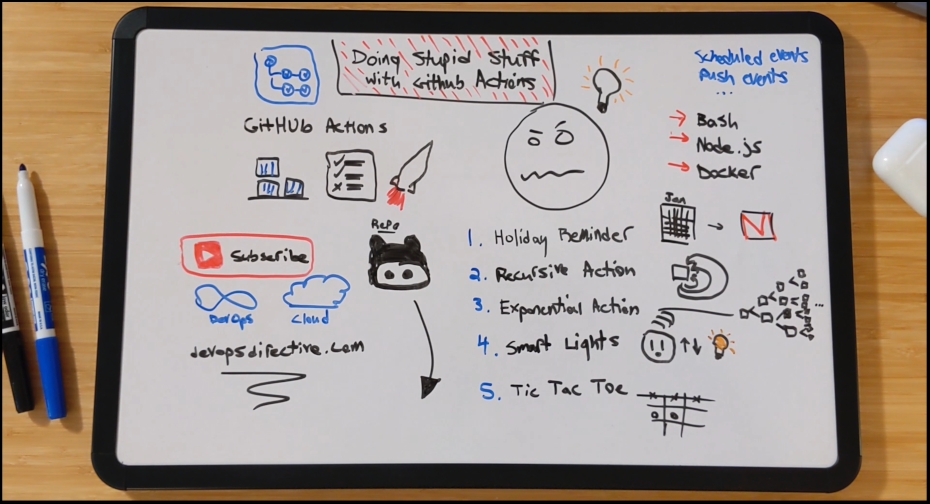 Doing Stupid Stuff
with Github Actions
GitHub Actions
Scheduled events
Push events
...
Bash
Node.js
Docker
Repo
Subscribe
DevOps
Cloud
devopsdirective.com
Jan
1. Holiday Reminder
2. Recursive Action
3. Exponential Action
...
4. Smart Lights
5. Tic Tac Toe